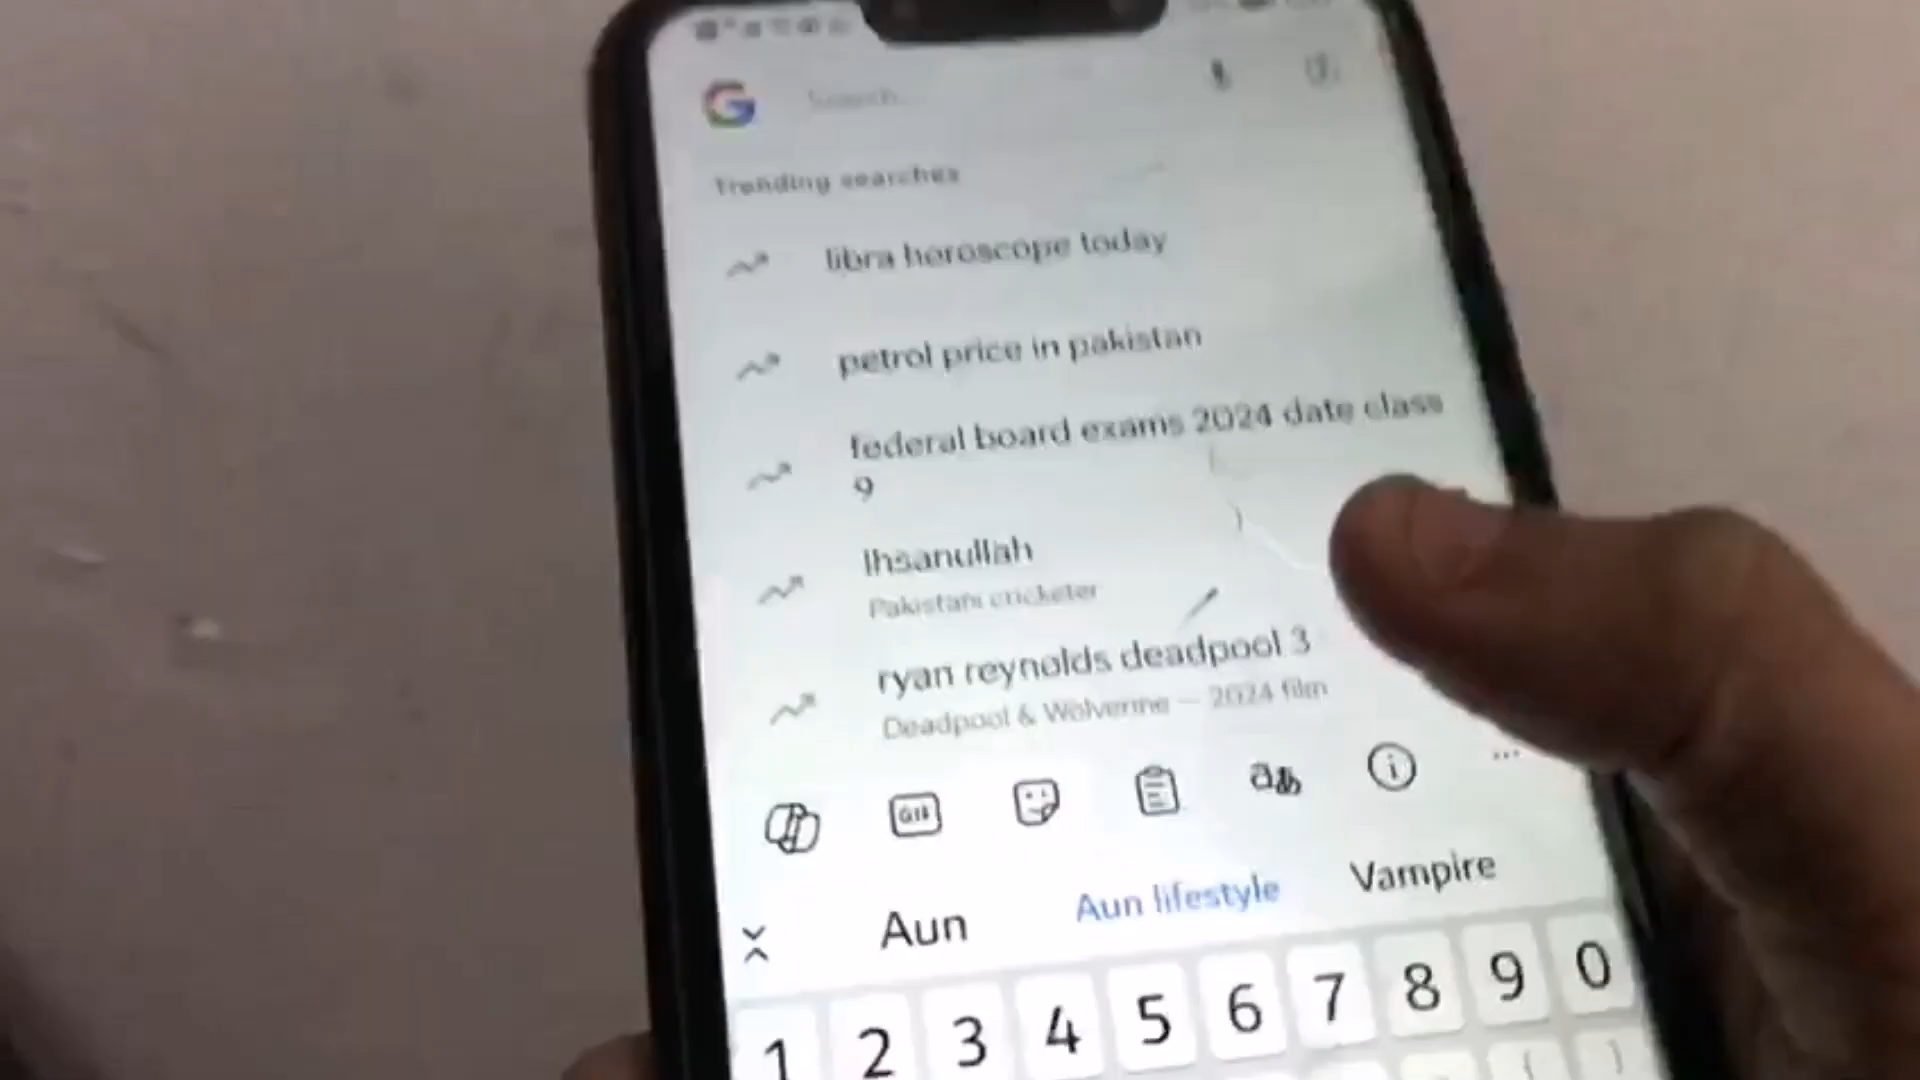 Search...
Trending searches
libra horoscope today
petrol price in pakistan
federal board exams 2024 date class
9
Ihsanullah
Pakistani cricketer
ryan reynolds deadpool 3
Deadpool & Wolverine — 2024 film
GIF
Aun
Aun lifestyle
Vampire
1 2 3 4 5 6 7 8 9 0